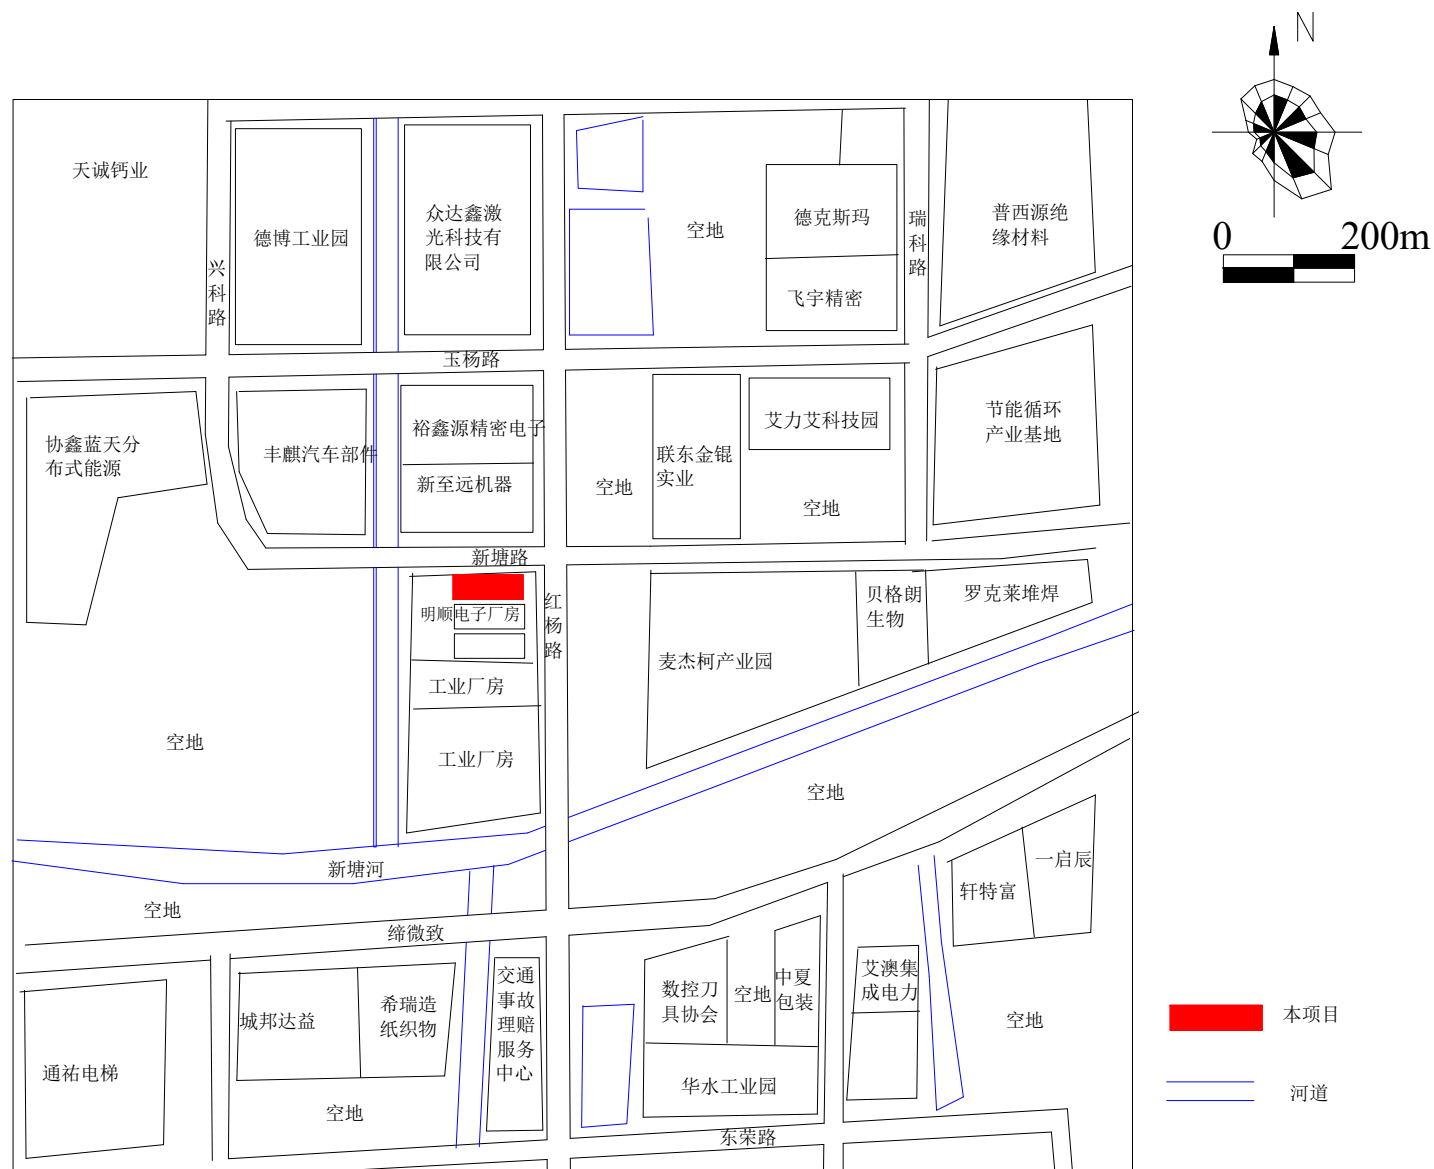 N
0 200m
天诚钙业
德博工业园
众达鑫激
光科技有
限公司
空地
德克斯玛
飞宇精密
瑞
科
路
普西源绝
缘材料
兴
科
路
玉杨路
协鑫蓝天分
布式能源
丰麒汽车部件
裕鑫源精密电子
新至远机器
空地
联东金锟
实业
艾力艾科技园
空地
节能循环
产业基地
新塘路
明顺电子厂房
红
杨
路
工业厂房
工业厂房
空地
麦杰柯产业园
贝格朗
生物
罗克莱堆焊
空地
新塘河
空地
缔微致
一启辰
轩特富
通祐电梯
城邦达益
希瑞造
纸织物
空地
交通
事故
理赔
服务
中心
数控刀
具协会
空地
中夏
包装
华水工业园
艾澳集
成电力
空地
东荣路
本项目
河道